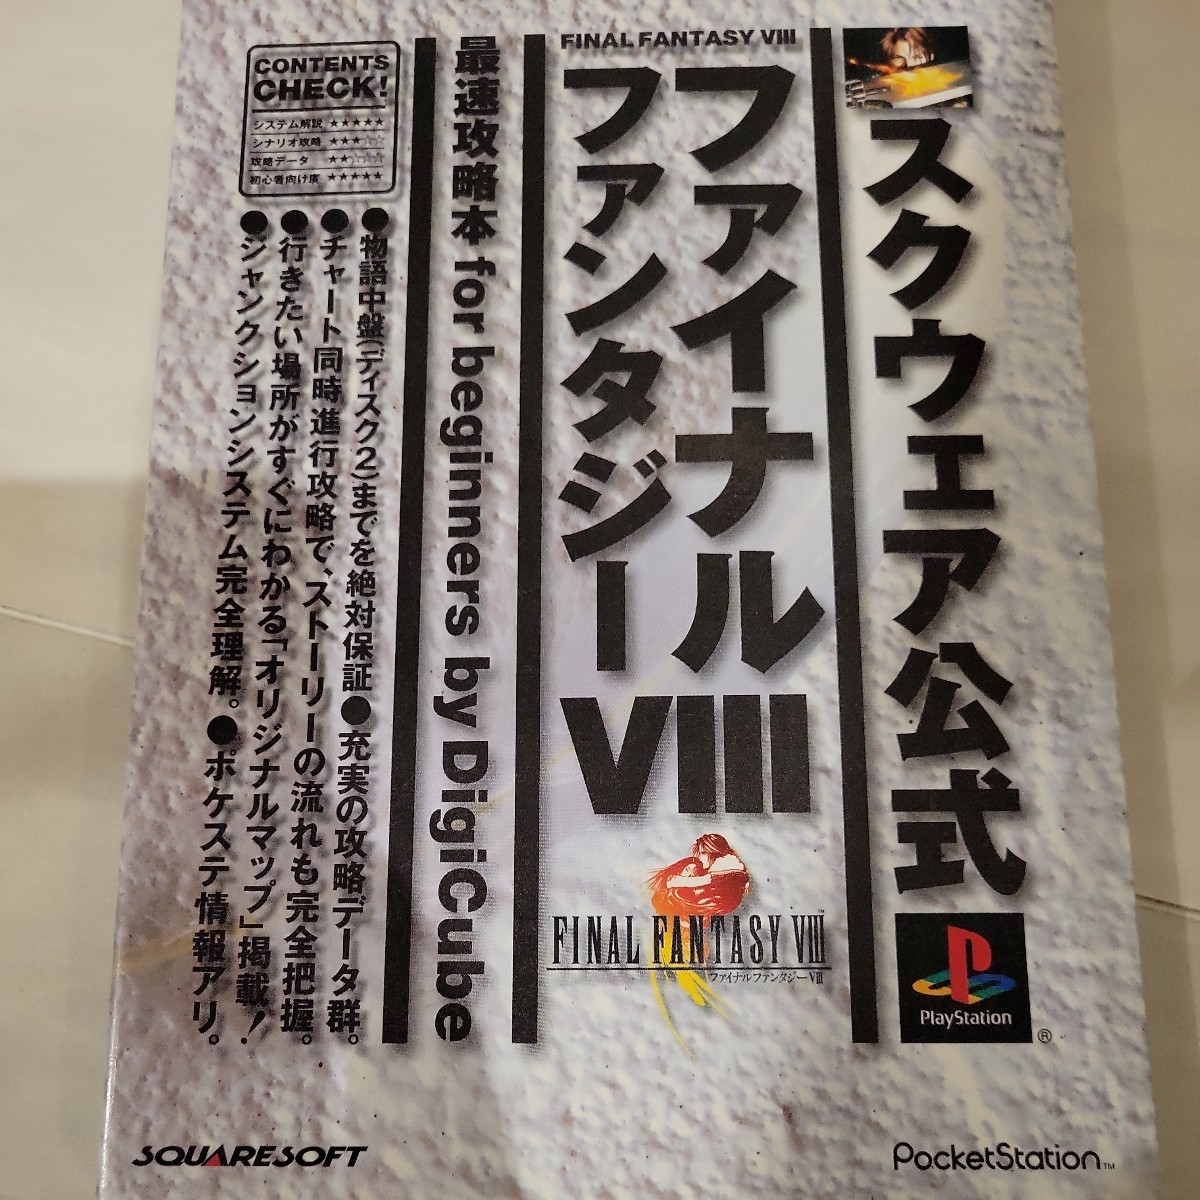 スクウェア公式
PlayStation
®
FINAL FANTASY VIII
ファイナル
ファンタジー
VIII
FINAL FANTASY VIII
ファイナルファンタジーVIII
最速攻略本 for beginners by DigiCube
CONTENTS
CHECK!
システム解説 ★★★★★
シナリオ攻略 ★★★☆☆
攻略データ ★★☆☆☆
初心者向け度 ★★★★★
●物語中盤(ディスク2)までを絶対保証●充実の攻略データ群。
●チャート同時進行攻略で、ストーリーの流れも完全把握。
●行きたい場所がすぐにわかる「オリジナルマップ」掲載!
●ジャンクションシステム完全理解。●ポケステ情報アリ。
SQUARESOFT
PocketStation™